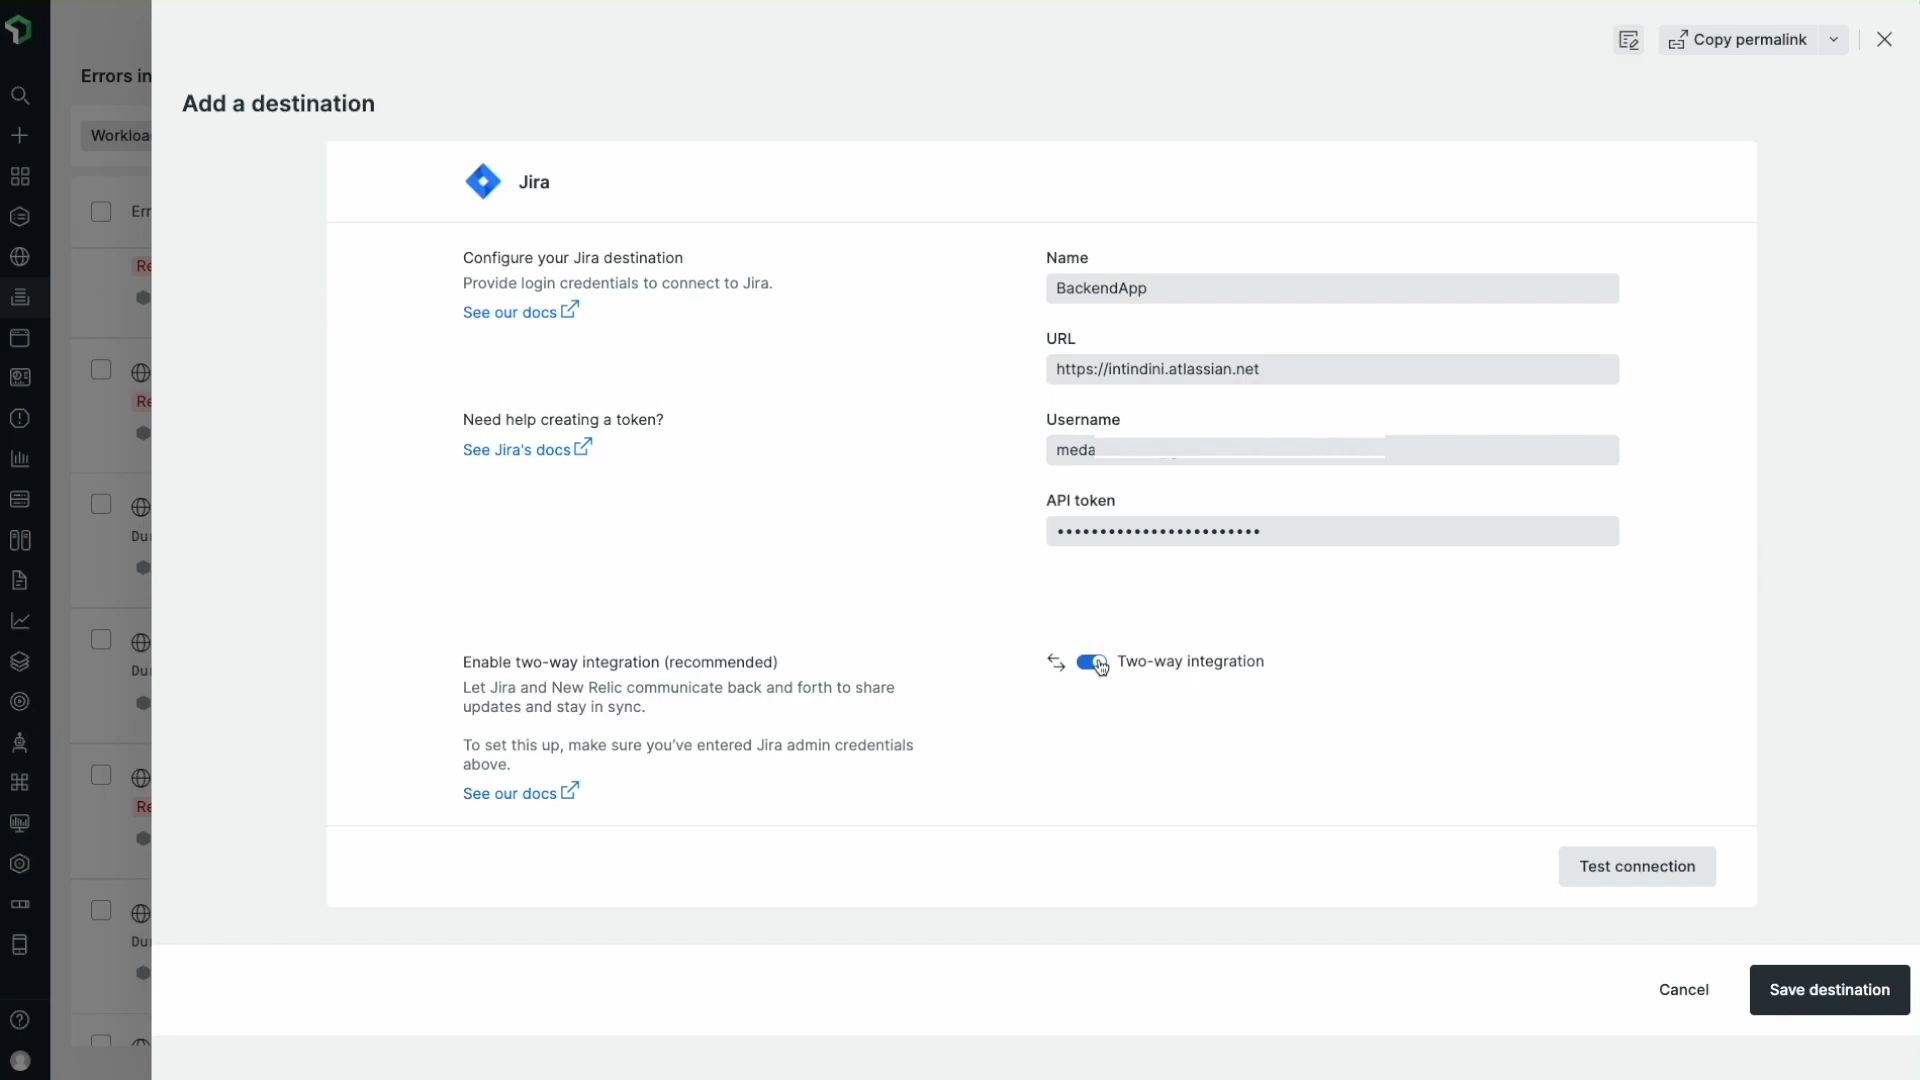 Copy permalink
Errors in
Add a destination
Workloa
Jira
Err
Configure your Jira destination
Provide login credentials to connect to Jira.
See our docs
Name
BackendApp
URL
https://intindini.atlassian.net
Need help creating a token?
See Jira's docs
Username
meda
API token
••••••••••••••••••••••••
Re
Re
Du
Du
Re
Du
Enable two-way integration (recommended)
Let Jira and New Relic communicate back and forth to share
updates and stay in sync.
To set this up, make sure you've entered Jira admin credentials
above.
See our docs
Two-way integration
Test connection
Cancel
Save destination